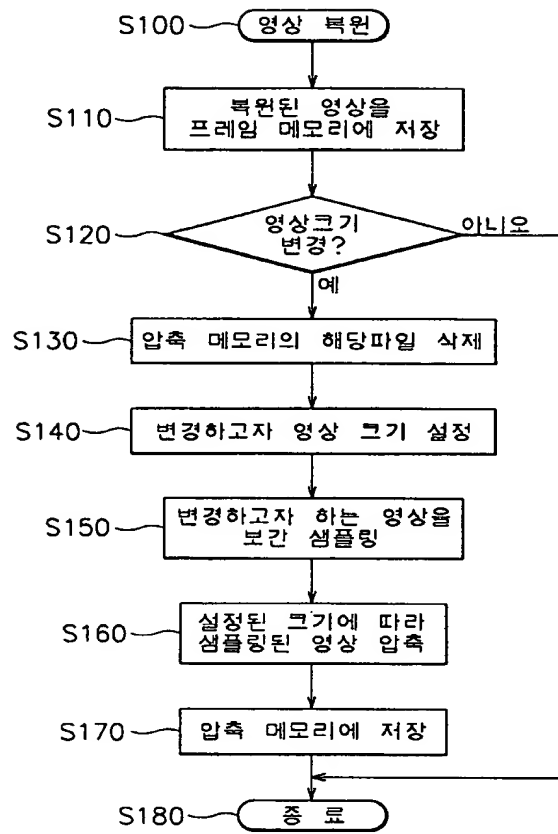 S100 영상 복원
S110 복원된 영상을
프레임 메모리에 저장
S120 영상크기
변경?
아니오
예
S130 압축 메모리의 해당파일 삭제
S140 변경하고자 영상 크기 설정
S150 변경하고자 하는 영상을
보간 샘플링
S160 설정된 크기에 따라
샘플링된 영상 압축
S170 압축 메모리에 저장
S180 종료